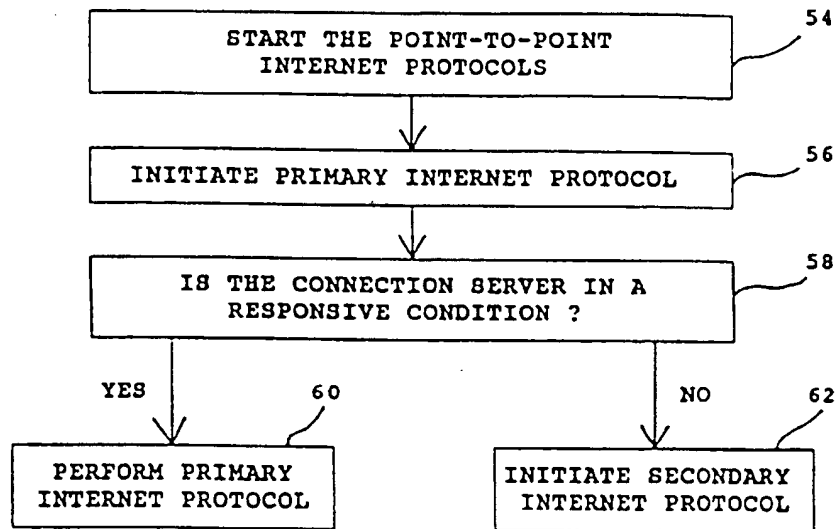 START THE POINT-TO-POINT
INTERNET PROTOCOLS
54
INITIATE PRIMARY INTERNET PROTOCOL
56
IS THE CONNECTION SERVER IN A
RESPONSIVE CONDITION ?
58
YES
NO
60
62
PERFORM PRIMARY
INTERNET PROTOCOL
INITIATE SECONDARY
INTERNET PROTOCOL